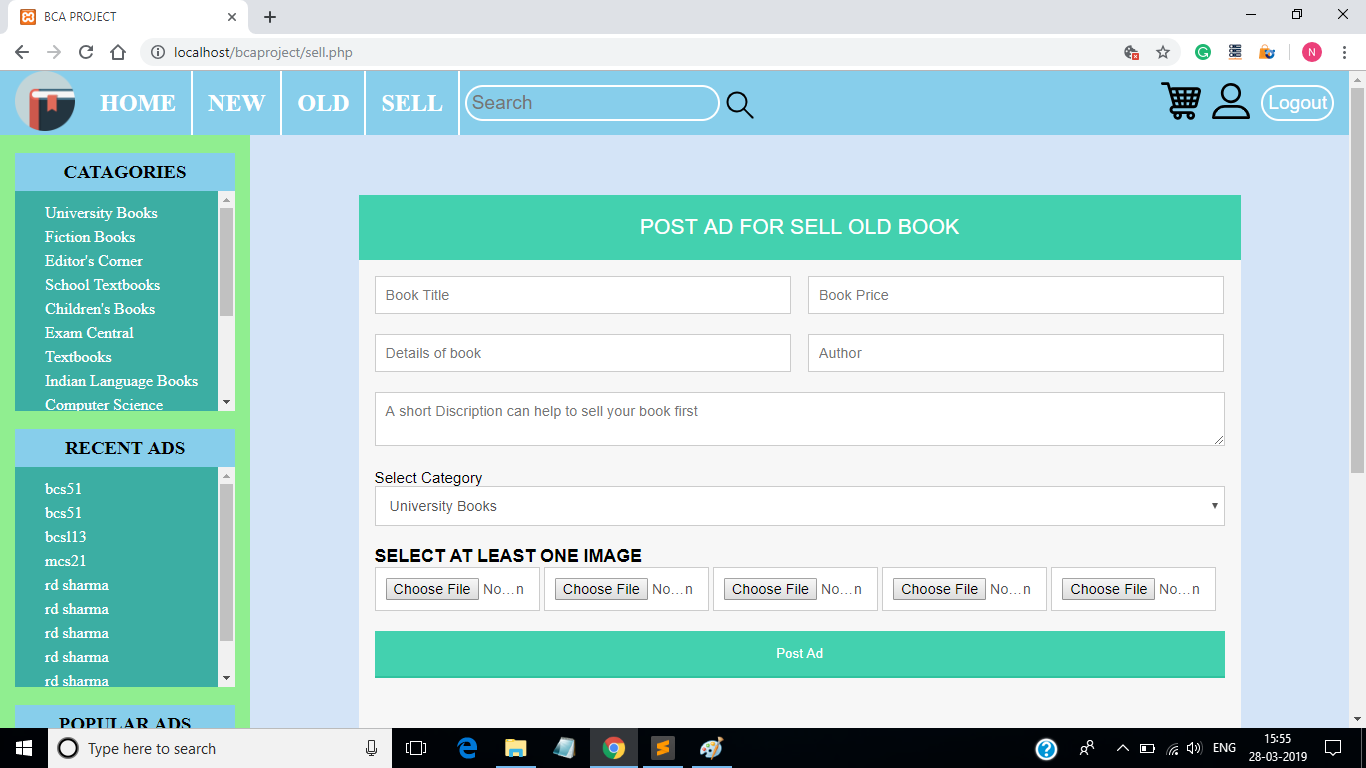 BCA PROJECT
localhost/bcaproject/sell.php
N
HOME NEW OLD SELL Search Logout
CATAGORIES
University Books
Fiction Books
Editor's Corner
School Textbooks
Children's Books
Exam Central
Textbooks
Indian Language Books
Computer Science
RECENT ADS
bcs51
bcs51
bcsl13
mcs21
rd sharma
rd sharma
rd sharma
rd sharma
rd sharma
POPULAR ADS
POST AD FOR SELL OLD BOOK
Book Title Book Price
Details of book Author
A short Discription can help to sell your book first
Select Category
University Books
SELECT AT LEAST ONE IMAGE
Choose File No...n Choose File No...n Choose File No...n Choose File No...n Choose File No...n
Post Ad
Type here to search
ENG
15:55
28-03-2019